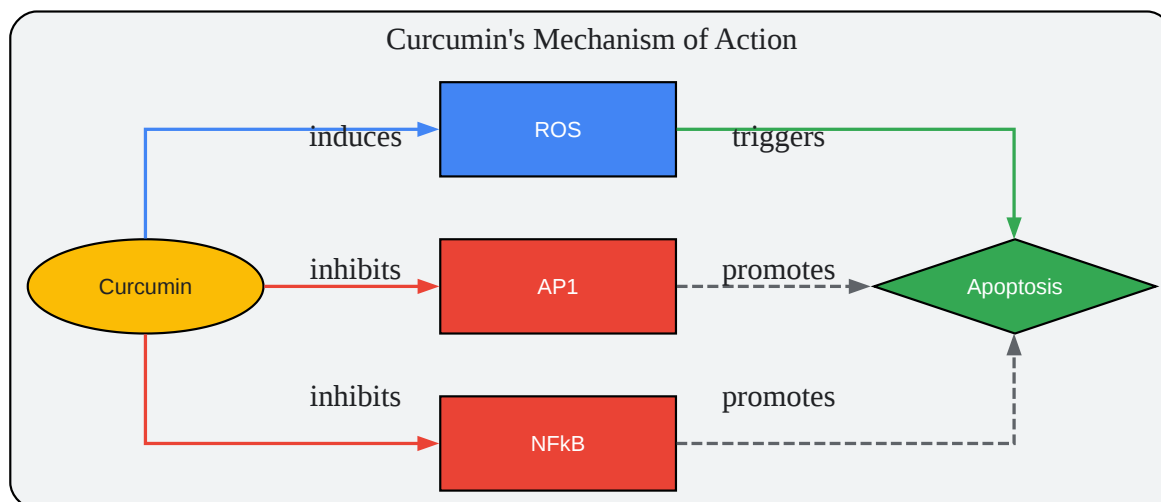 Curcumin's Mechanism of Action
induces
ROS
triggers
Curcumin
inhibits
AP1
promotes
Apoptosis
inhibits
NFkB
promotes